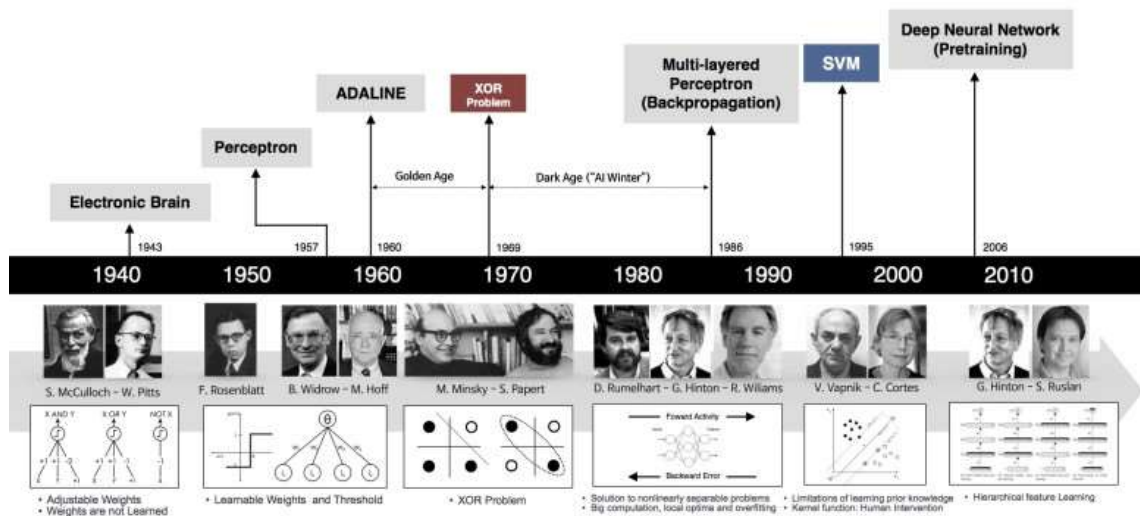 Deep Neural Network
(Pretraining)
Multi-layered
Perceptron
(Backpropagation)
SVM
ADALINE
XOR
Problem
Perceptron
Golden Age
Dark Age ("AI Winter")
Electronic Brain
1943
1957
1960
1969
1986
1995
2006
1940
1950
1960
1970
1980
1990
2000
2010
S. McCulloch – W. Pitts
F. Rosenblatt
B. Widrow – M. Hoff
M. Minsky – S. Papert
D. Rumelhart – G. Hinton – R. Wiliams
V. Vapnik – C. Cortes
G. Hinton – S. Ruslan
X AND Y
X OR Y
NOT X
Foward Activity
Backward Error
• Adjustable Weights
• Weights are not Learned
• Learnable Weights and Threshold
• XOR Problem
• Solution to nonlinearly separable problems
• Big computation, local optima and overfitting
• Limitations of learning prior knowledge
• Kernel function: Human Intervention
• Hierarchical feature Learning